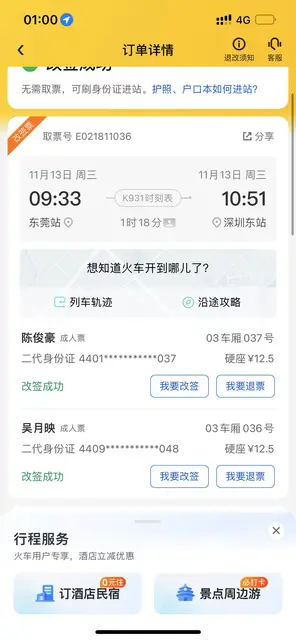 01:00
4G
订单详情
退改须知
客服
改签成功
无需取票，可刷身份证进站。护照、户口本如何进站?
改签票
取票号 E021811036
分享
11月13日 周三
11月13日 周三
09:33
K931时刻表
10:51
东莞站
1时18分
深圳东站
想知道火车开到哪儿了?
列车轨迹
沿途攻略
陈俊豪 成人票
03车厢 037号
二代身份证 4401***********037
硬座¥12.5
改签成功
我要改签
我要退票
吴月映 成人票
03车厢 036号
二代身份证 4409***********048
硬座¥12.5
改签成功
我要改签
我要退票
行程服务
火车用户专享，酒店立减优惠
0元住
订酒店民宿
必打卡
景点周边游